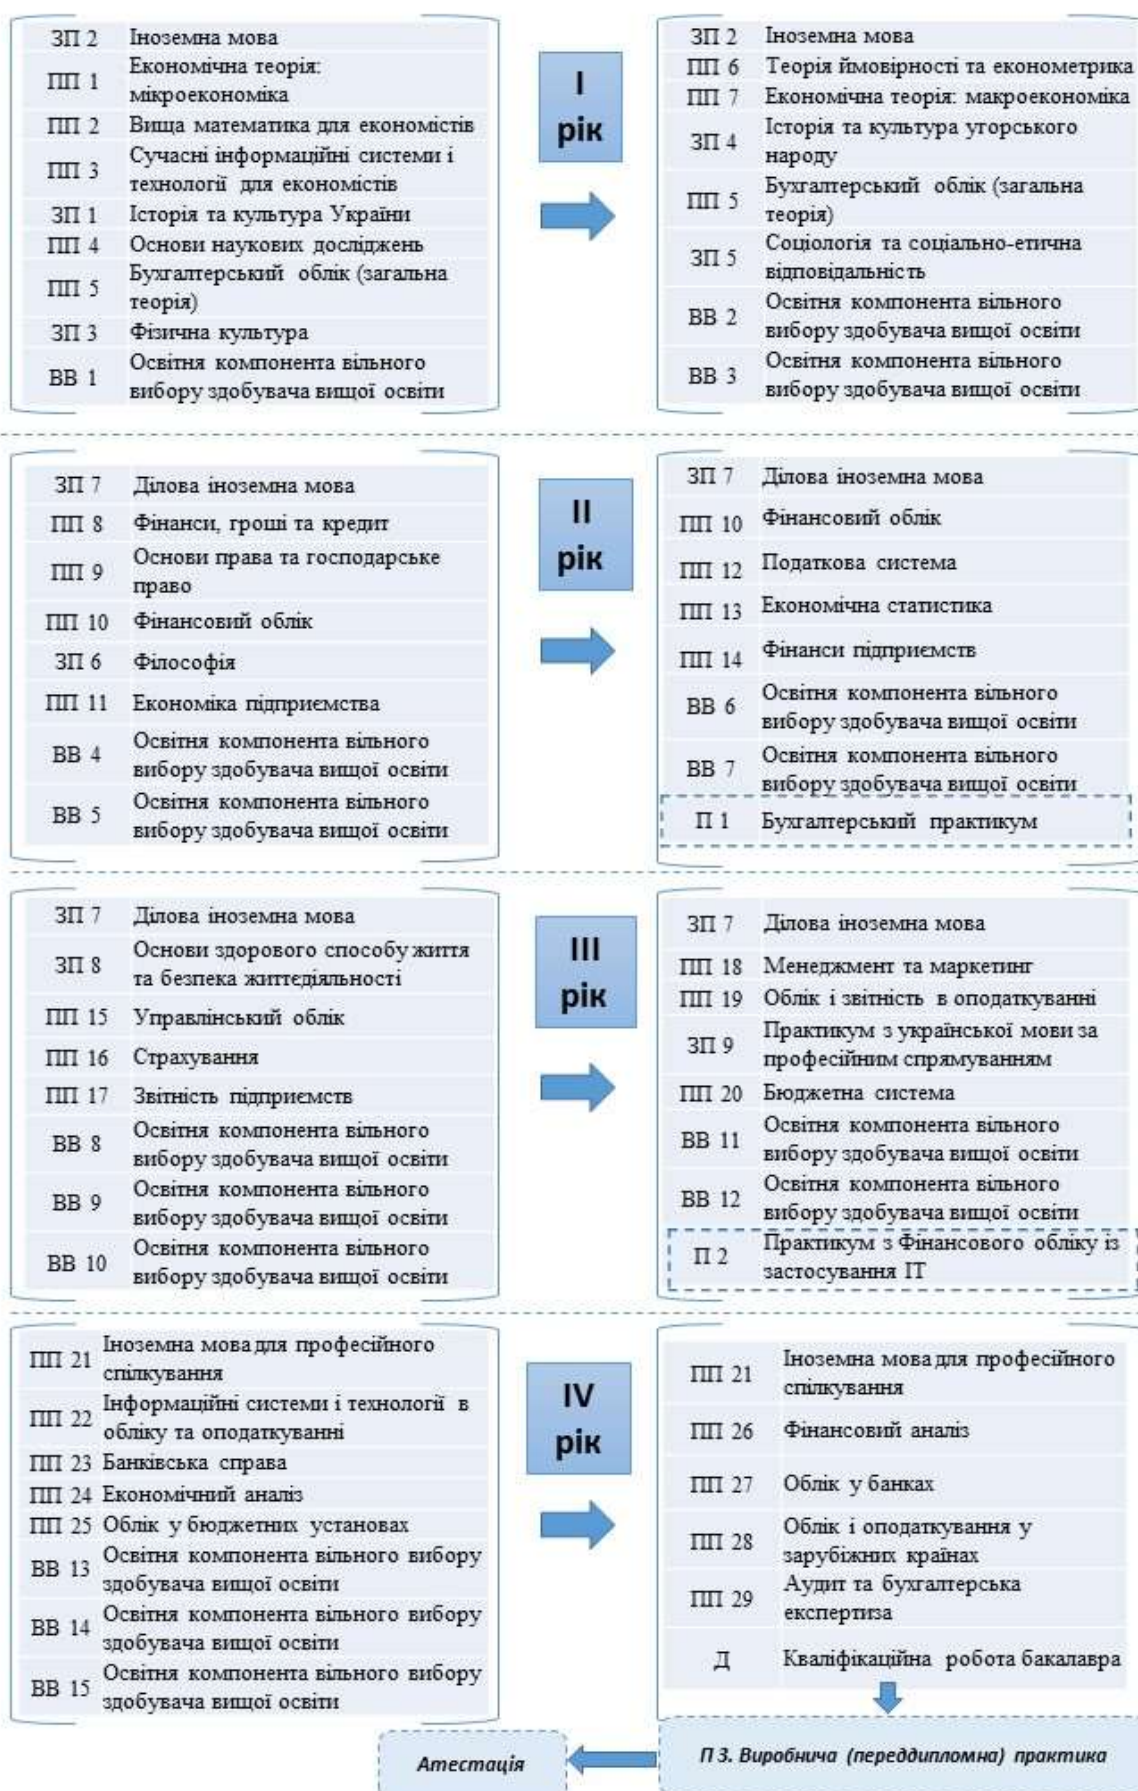 ЗП 2 Іноземна мова
ПП 1 Економічна теорія:
мікроекономіка
ПП 2 Вища математика для економістів
ПП 3 Сучасні інформаційні системи і
технології для економістів
ЗП 1 Історія та культура України
ПП 4 Основи наукових досліджень
ПП 5 Бухгалтерський облік (загальна
теорія)
ЗП 3 Фізична культура
ВВ 1 Освітня компонента вільного
вибору здобувача вищої освіти
I
рік
ЗП 2 Іноземна мова
ПП 6 Теорія ймовірності та економетрика
ПП 7 Економічна теорія: макроекономіка
ЗП 4 Історія та культура угорського
народу
ПП 5 Бухгалтерський облік (загальна
теорія)
ЗП 5 Соціологія та соціально-етична
відповідальність
ВВ 2 Освітня компонента вільного
вибору здобувача вищої освіти
ВВ 3 Освітня компонента вільного
вибору здобувача вищої освіти
ЗП 7 Ділова іноземна мова
ПП 8 Фінанси, гроші та кредит
ПП 9 Основи права та господарське
право
ПП 10 Фінансовий облік
ЗП 6 Філософія
ПП 11 Економіка підприємства
ВВ 4 Освітня компонента вільного
вибору здобувача вищої освіти
ВВ 5 Освітня компонента вільного
вибору здобувача вищої освіти
II
рік
ЗП 7 Ділова іноземна мова
ПП 10 Фінансовий облік
ПП 12 Податкова система
ПП 13 Економічна статистика
ПП 14 Фінанси підприємств
ВВ 6 Освітня компонента вільного
вибору здобувача вищої освіти
ВВ 7 Освітня компонента вільного
вибору здобувача вищої освіти
П 1 Бухгалтерський практикум
ЗП 7 Ділова іноземна мова
ЗП 8 Основи здорового способу життя
та безпека життєдіяльності
ПП 15 Управлінський облік
ПП 16 Страхування
ПП 17 Звітність підприємств
ВВ 8 Освітня компонента вільного
вибору здобувача вищої освіти
ВВ 9 Освітня компонента вільного
вибору здобувача вищої освіти
ВВ 10 Освітня компонента вільного
вибору здобувача вищої освіти
III
рік
ЗП 7 Ділова іноземна мова
ПП 18 Менеджмент та маркетинг
ПП 19 Облік і звітність в оподаткуванні
ЗП 9 Практикум з української мови за
професійним спрямуванням
ПП 20 Бюджетна система
ВВ 11 Освітня компонента вільного
вибору здобувача вищої освіти
ВВ 12 Освітня компонента вільного
вибору здобувача вищої освіти
П 2 Практикум з Фінансового обліку із
застосування ІТ
ПП 21 Іноземна мова для професійного
спілкування
ПП 22 Інформаційні системи і технології в
обліку та оподаткуванні
ПП 23 Банківська справа
ПП 24 Економічний аналіз
ПП 25 Облік у бюджетних установах
ВВ 13 Освітня компонента вільного вибору
здобувача вищої освіти
ВВ 14 Освітня компонента вільного вибору
здобувача вищої освіти
ВВ 15 Освітня компонента вільного вибору
здобувача вищої освіти
IV
рік
ПП 21 Іноземна мова для професійного
спілкування
ПП 26 Фінансовий аналіз
ПП 27 Облік у банках
ПП 28 Облік і оподаткування у
зарубіжних країнах
ПП 29 Аудит та бухгалтерська
експертиза
Д Кваліфікаційна робота бакалавра
Атестація
П 3. Виробнича (переддипломна) практика